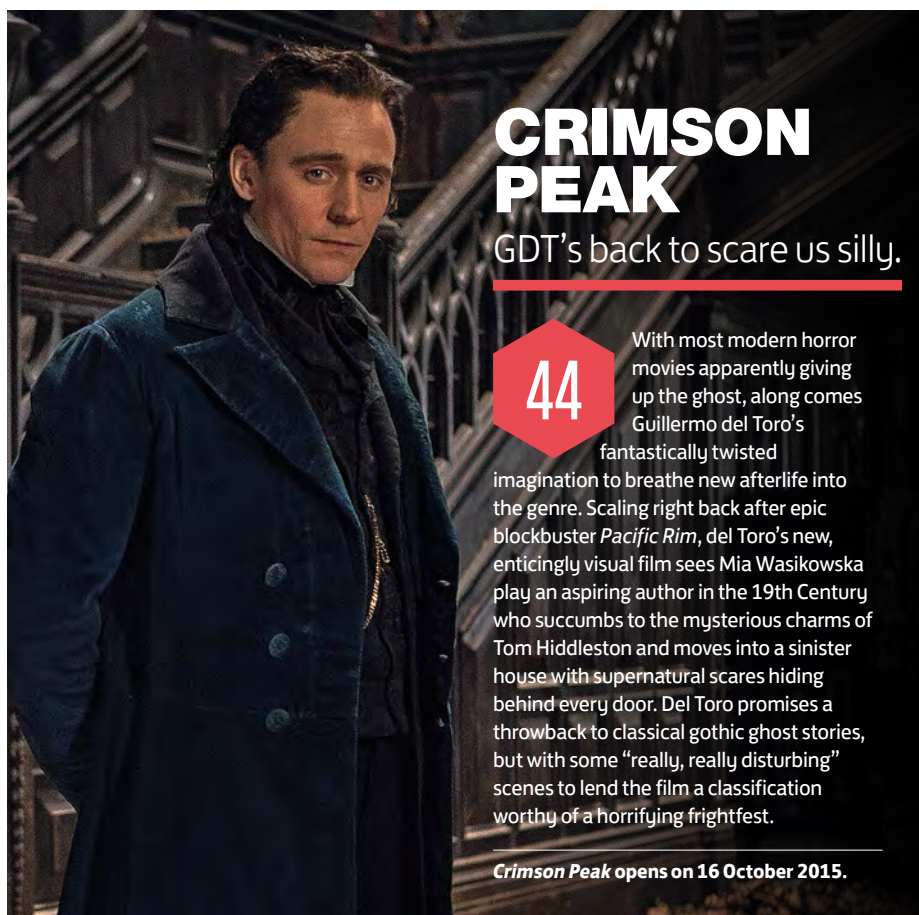 CRIMSON
PEAK
GDT's back to scare us silly.
44
With most modern horror
movies apparently giving
up the ghost, along comes
Guillermo del Toro's
fantastically twisted
imagination to breathe new afterlife into
the genre. Scaling right back after epic
blockbuster Pacific Rim, del Toro's new,
enticingly visual film sees Mia Wasikowska
play an aspiring author in the 19th Century
who succumbs to the mysterious charms of
Tom Hiddleston and moves into a sinister
house with supernatural scares hiding
behind every door. Del Toro promises a
throwback to classical gothic ghost stories,
but with some “really, really disturbing”
scenes to lend the film a classification
worthy of a horrifying frightfest.
Crimson Peak opens on 16 October 2015.